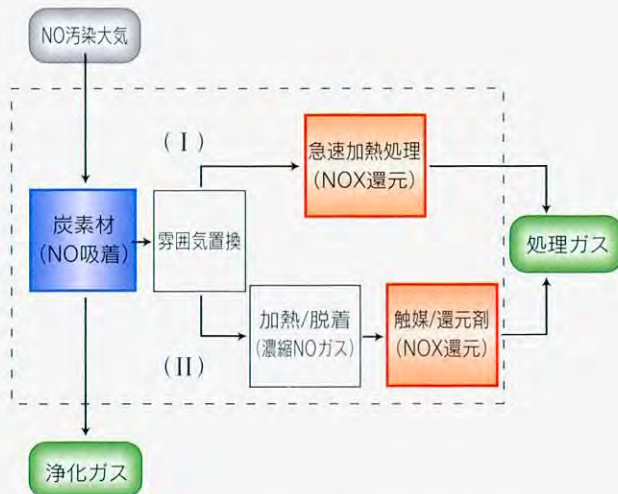 NO汚染大気
(I)
急速加熱処理
(NOX還元)
炭素材
(NO吸着)
雰囲気置換
処理ガス
加熱/脱着
(濃縮NOガス)
触媒/還元剤
(NOX還元)
(II)
浄化ガス